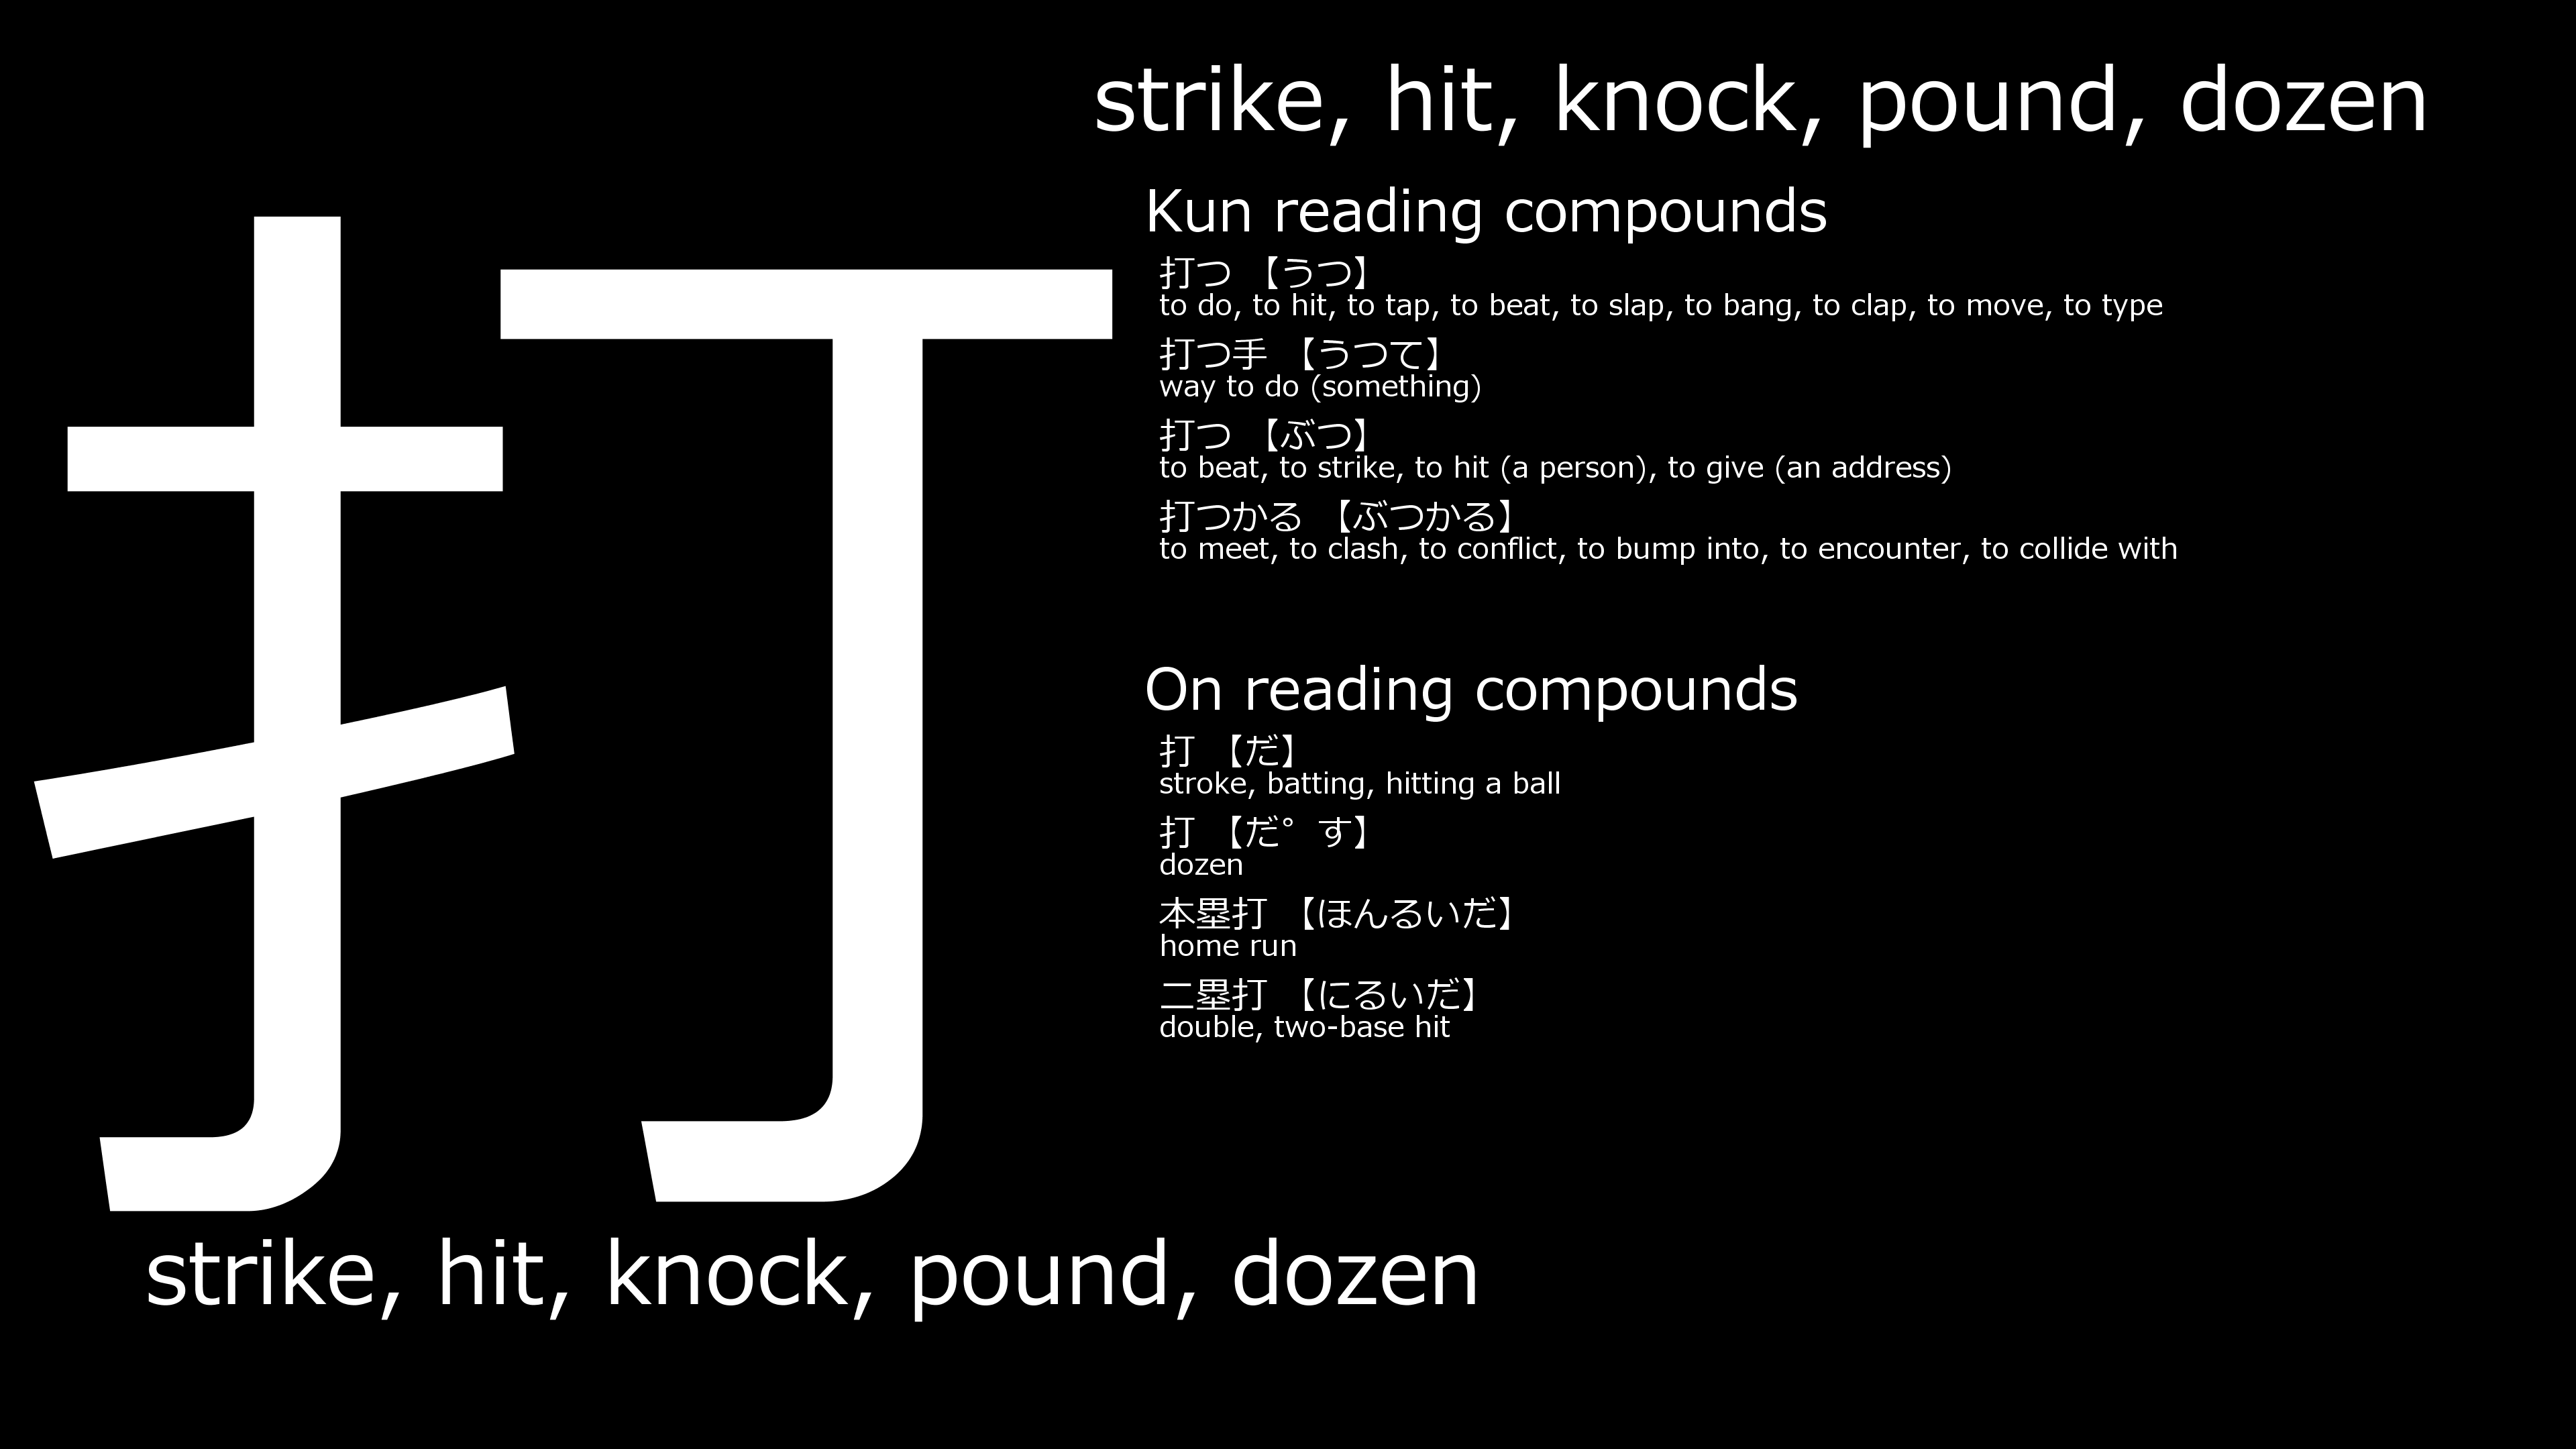 打
strike, hit, knock, pound, dozen
strike, hit, knock, pound, dozen
Kun reading compounds
打つ 【うつ】
to do, to hit, to tap, to beat, to slap, to bang, to clap, to move, to type
打つ手 【うつて】
way to do (something)
打つ 【ぶつ】
to beat, to strike, to hit (a person), to give (an address)
打つかる 【ぶつかる】
to meet, to clash, to conflict, to bump into, to encounter, to collide with
On reading compounds
打 【だ】
stroke, batting, hitting a ball
打 【だ゜す】
dozen
本塁打 【ほんるいだ】
home run
二塁打 【にるいだ】
double, two-base hit